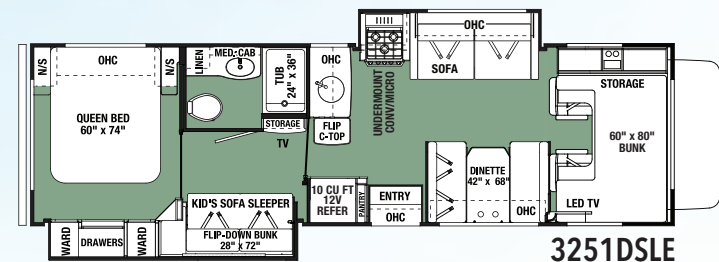 N/S
OHC
N/S
QUEEN BED
60" x 74"
WARD
DRAWERS
WARD
LINEN
MED. CAB
TUB
24" x 36"
STORAGE
TV
KID'S SOFA SLEEPER
FLIP-DOWN BUNK
28" x 72"
OHC
FLIP
C-TOP
10 CU FT
12V
REFER
PANTRY
ENTRY
OHC
UNDERMOUNT
CONV/MICRO
OHC
SOFA
DINETTE
42" x 68"
OHC
STORAGE
60" x 80"
BUNK
LED TV
3251DSLE